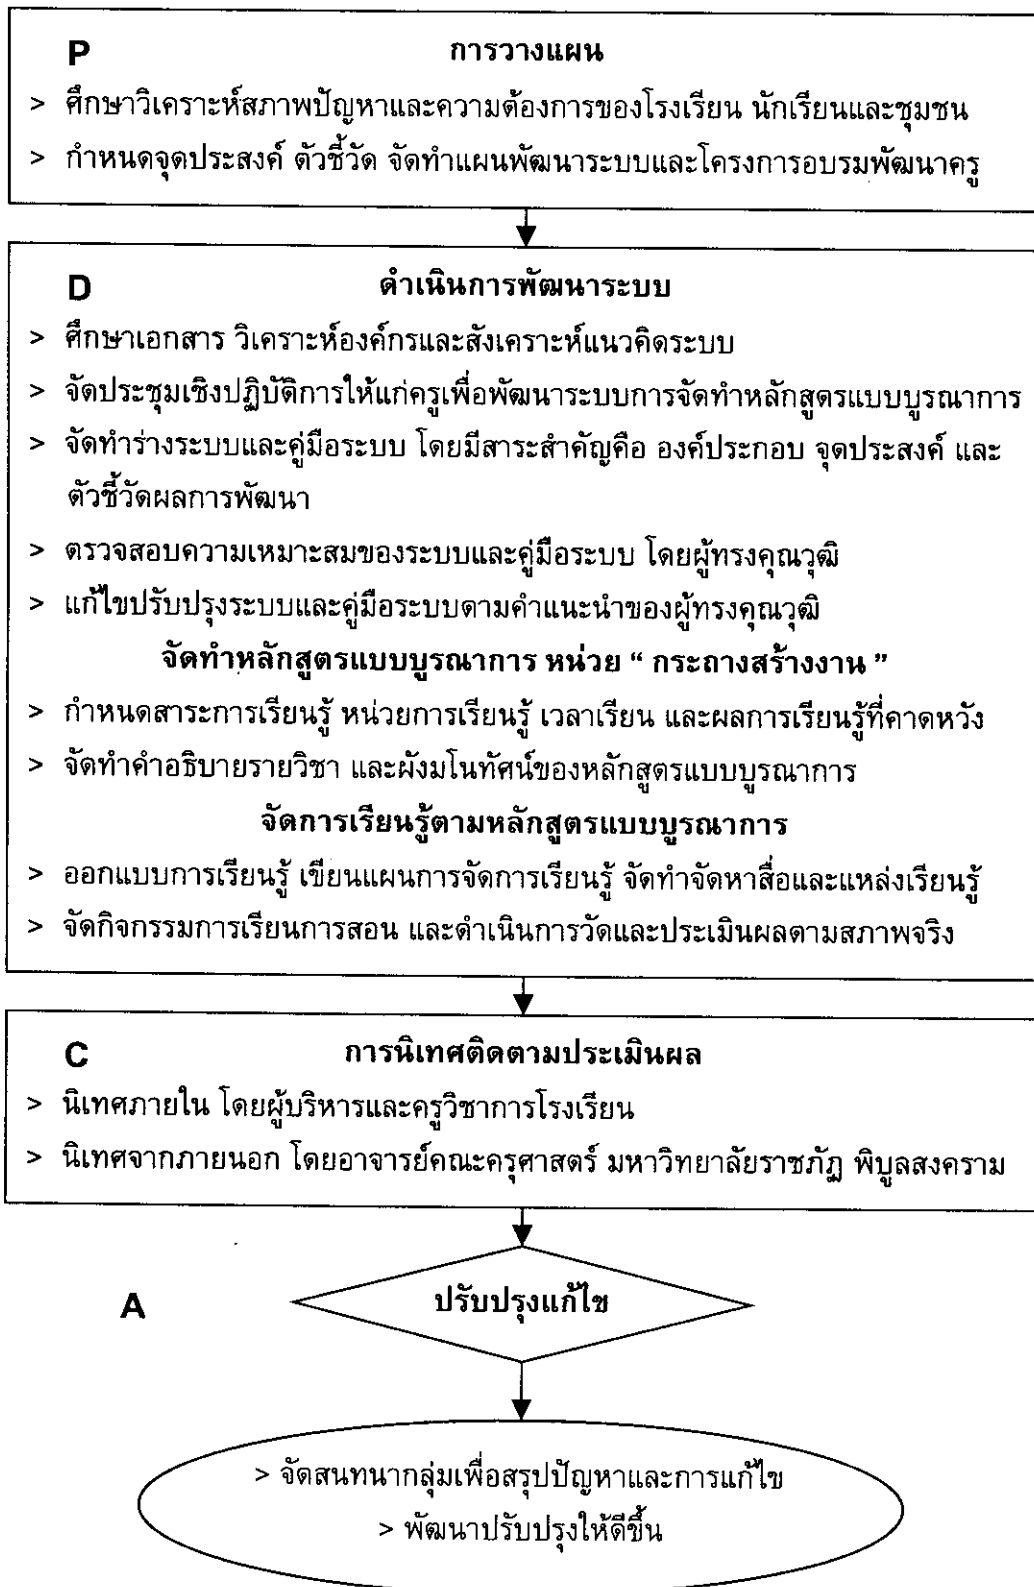 P การวางแผน
> ศึกษาวิเคราะห์สภาพปัญหาและความต้องการของโรงเรียน นักเรียนและชุมชน
> กำหนดจุดประสงค์ ตัวชี้วัด จัดทำแผนพัฒนาระบบและโครงการอบรมพัฒนาครู
D ดำเนินการพัฒนาระบบ
> ศึกษาเอกสาร วิเคราะห์องค์กรและสังเคราะห์แนวคิดระบบ
> จัดประชุมเชิงปฏิบัติการให้แก่ครูเพื่อพัฒนาระบบการจัดทำหลักสูตรแบบบูรณาการ
> จัดทำร่างระบบและคู่มือระบบ โดยมีสาระสำคัญคือ องค์ประกอบ จุดประสงค์ และ
ตัวชี้วัดผลการพัฒนา
> ตรวจสอบความเหมาะสมของระบบและคู่มือระบบ โดยผู้ทรงคุณวุฒิ
> แก้ไขปรับปรุงระบบและคู่มือระบบตามคำแนะนำของผู้ทรงคุณวุฒิ
จัดทำหลักสูตรแบบบูรณาการ หน่วย “ กระถางสร้างงาน ”
> กำหนดสาระการเรียนรู้ หน่วยการเรียนรู้ เวลาเรียน และผลการเรียนรู้ที่คาดหวัง
> จัดทำคำอธิบายรายวิชา และผังมโนทัศน์ของหลักสูตรแบบบูรณาการ
จัดการเรียนรู้ตามหลักสูตรแบบบูรณาการ
> ออกแบบการเรียนรู้ เขียนแผนการจัดการเรียนรู้ จัดทำจัดหาสื่อและแหล่งเรียนรู้
> จัดกิจกรรมการเรียนการสอน และดำเนินการวัดและประเมินผลตามสภาพจริง
C การนิเทศติดตามประเมินผล
> นิเทศภายใน โดยผู้บริหารและครูวิชาการโรงเรียน
> นิเทศจากภายนอก โดยอาจารย์คณะครุศาสตร์ มหาวิทยาลัยราชภัฏ พิบูลสงคราม
A ปรับปรุงแก้ไข
> จัดสนทนากลุ่มเพื่อสรุปปัญหาและการแก้ไข
> พัฒนาปรับปรุงให้ดีขึ้น